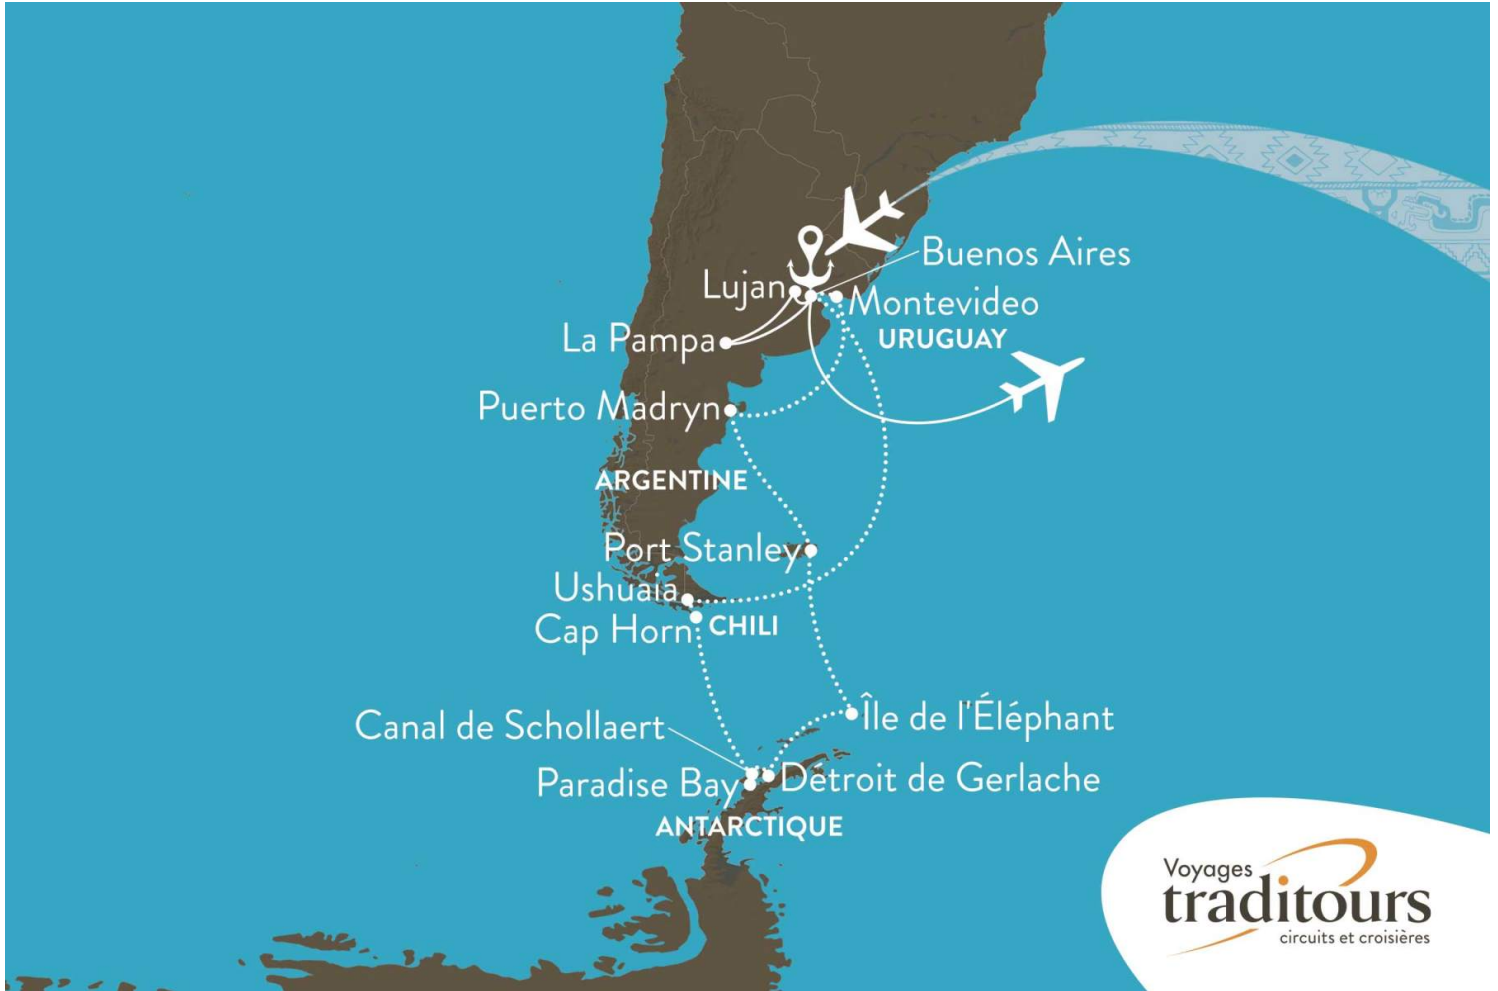 Buenos Aires
Lujan
Montevideo
URUGUAY
La Pampa
Puerto Madryn
ARGENTINE
Port Stanley
Ushuaia
Cap Horn
CHILI
Île de l'Éléphant
Canal de Schollaert
Paradise Bay
Détroit de Gerlache
ANTARCTIQUE
Voyages
traditours
circuits et croisières